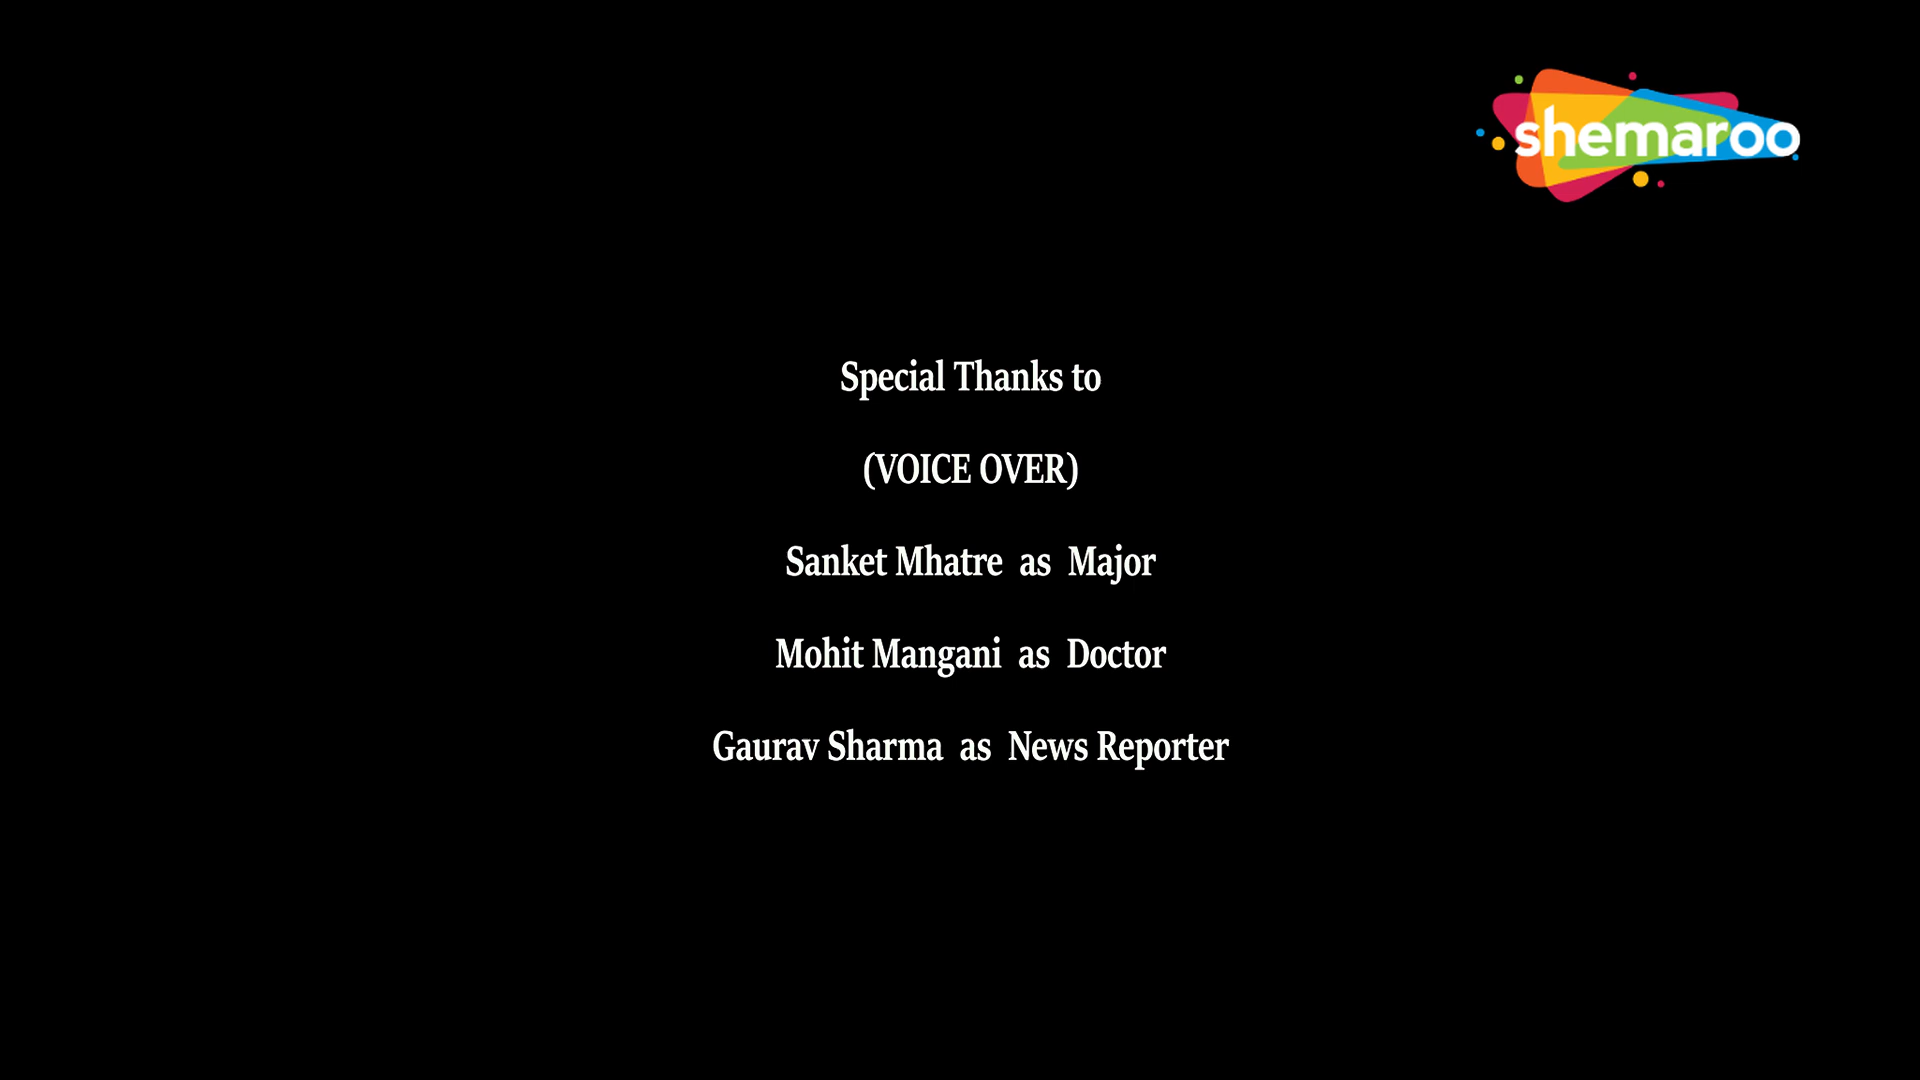 shemaroo
Special Thanks to
(VOICE OVER)
Sanket Mhatre as Major
Mohit Mangani as Doctor
Gaurav Sharma as News Reporter